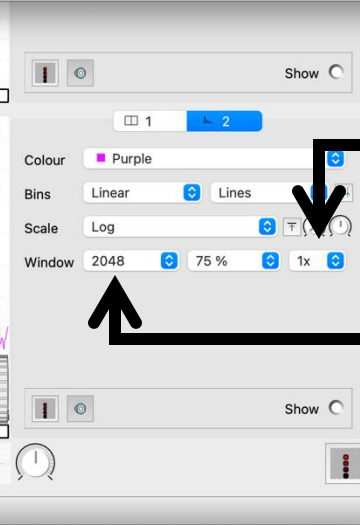 Show
1 2
Colour Purple
Bins Linear Lines
Scale Log
Window 2048 75 % 1x
Show